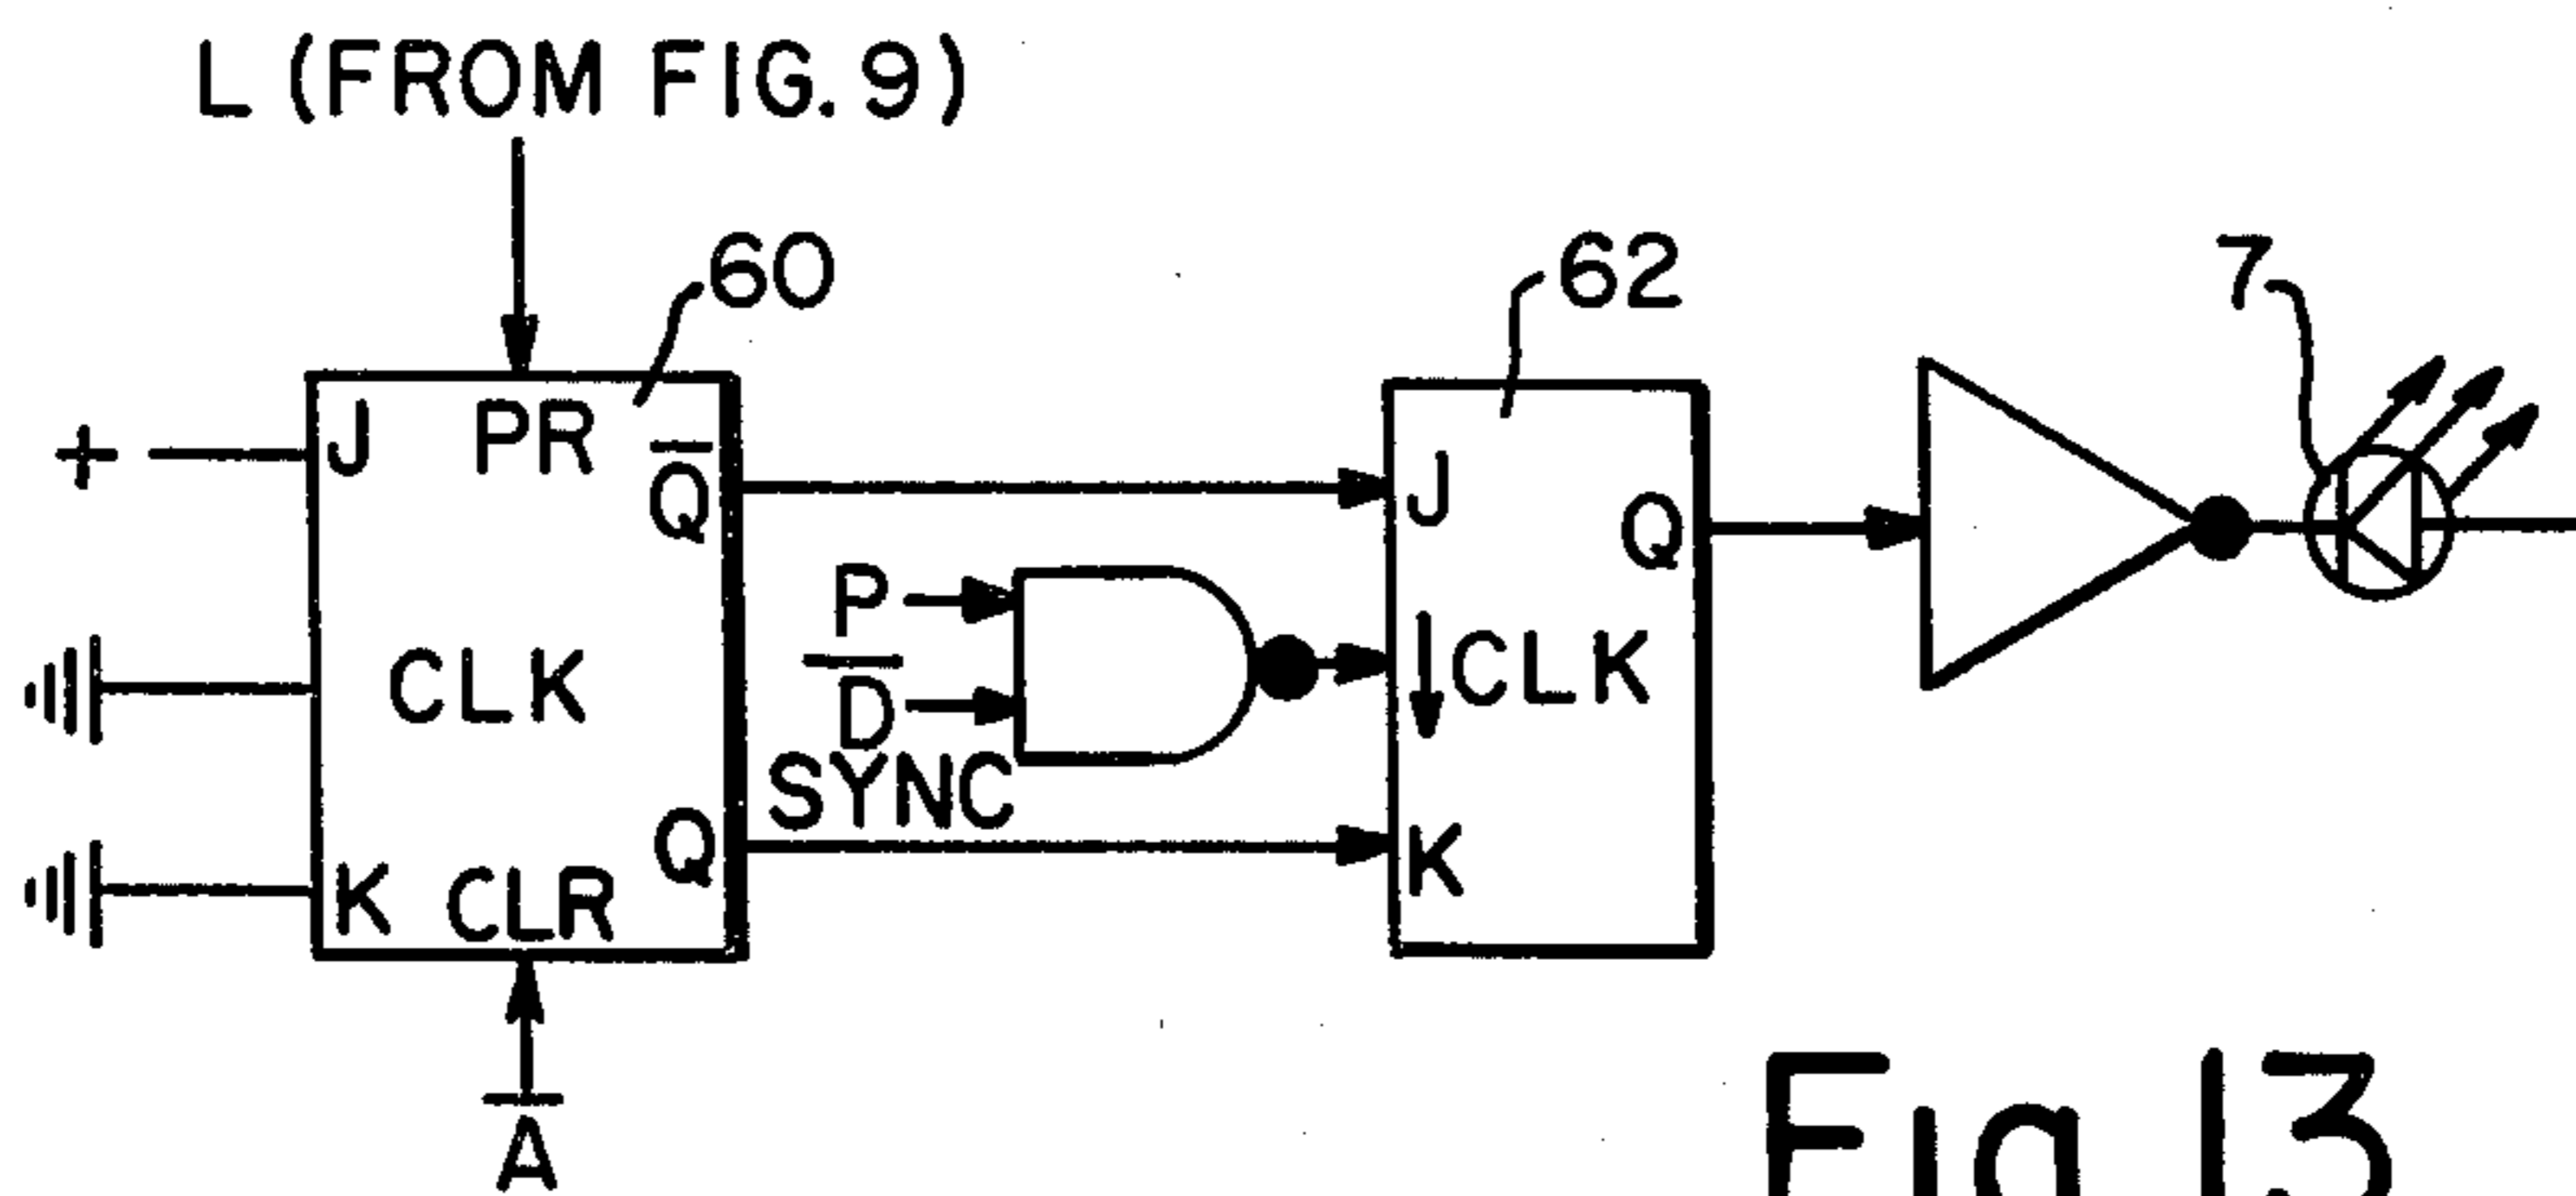 L (FROM FIG. 9)
60
62
7
+
J PR Q̅
J
Q
P
D̅
SYNC
CLK
CLK
K CLR Q
K
A̅
Fig 13